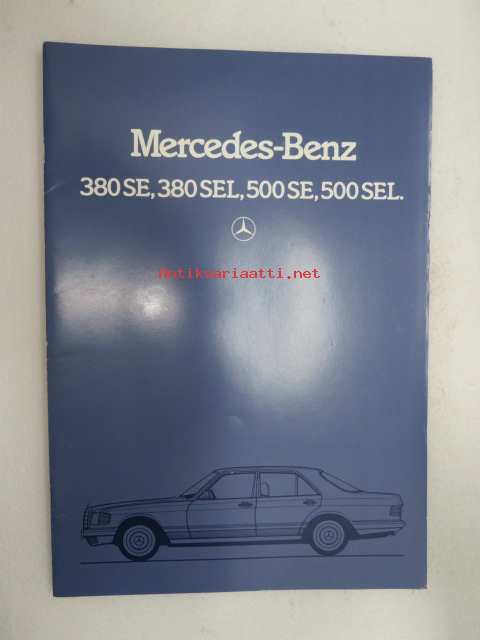 Mercedes-Benz
380 SE, 380 SEL, 500 SE, 500 SEL.
Antikvariaatti.net